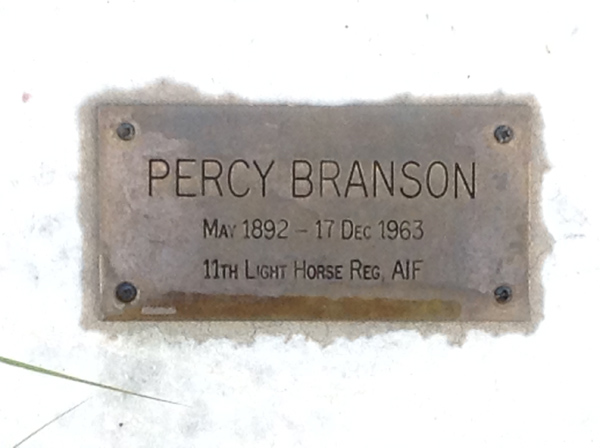 PERCY BRANSON
MAY 1892 – 17 DEC 1963
11TH LIGHT HORSE REG, AIF